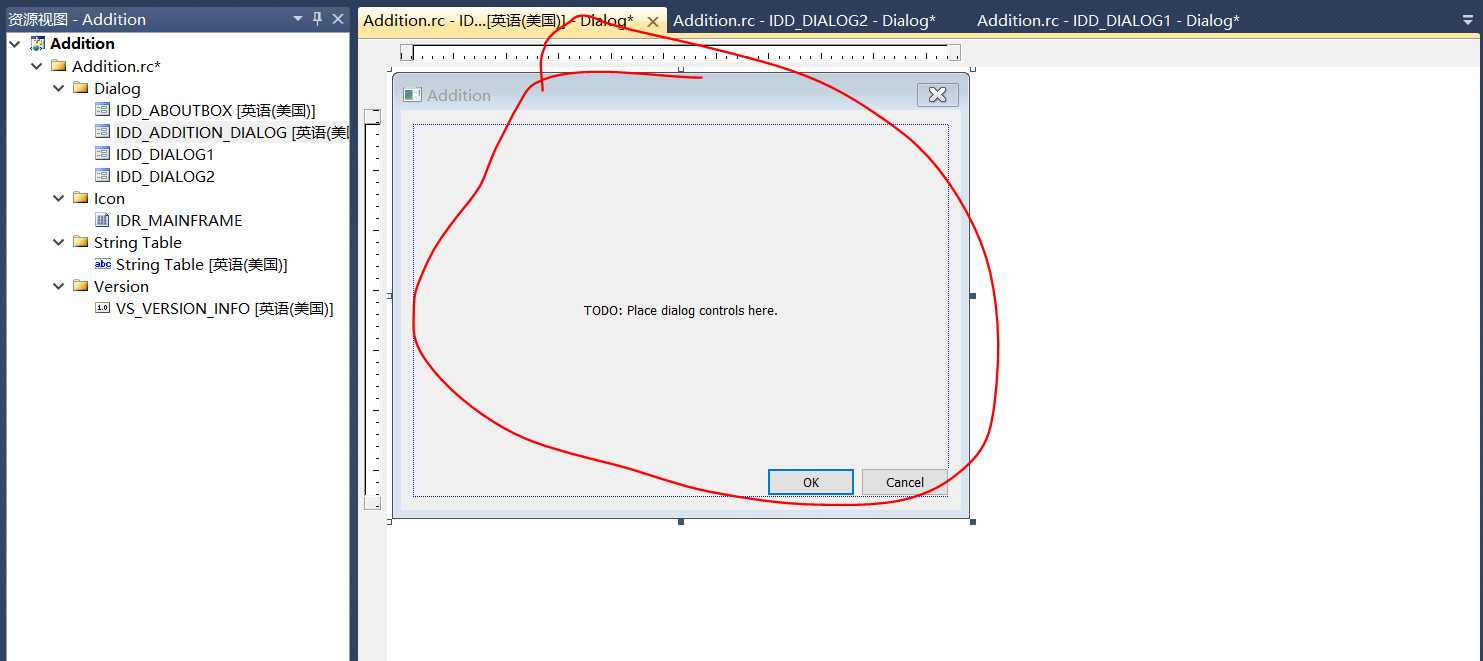 资源视图 - Addition
Addition
Addition.rc*
Dialog
IDD_ABOUTBOX [英语(美国)]
IDD_ADDITION_DIALOG [英语(美
IDD_DIALOG1
IDD_DIALOG2
Icon
IDR_MAINFRAME
String Table
abc String Table [英语(美国)]
Version
1.0 VS_VERSION_INFO [英语(美国)]
Addition.rc - ID...[英语(美国)] - Dialog*
Addition.rc - IDD_DIALOG2 - Dialog*
Addition.rc - IDD_DIALOG1 - Dialog*
Addition
TODO: Place dialog controls here.
OK
Cancel